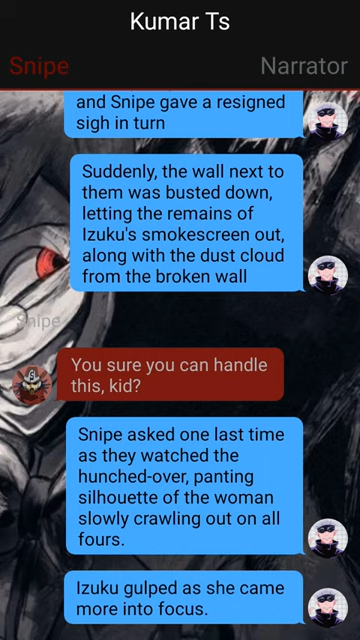 Kumar Ts
Snipe
Narrator
and Snipe gave a resigned
sigh in turn
Suddenly, the wall next to
them was busted down,
letting the remains of
Izuku's smokescreen out,
along with the dust cloud
from the broken wall
Snipe
You sure you can handle
this, kid?
Snipe asked one last time
as they watched the
hunched-over, panting
silhouette of the woman
slowly crawling out on all
fours.
Izuku gulped as she came
more into focus.